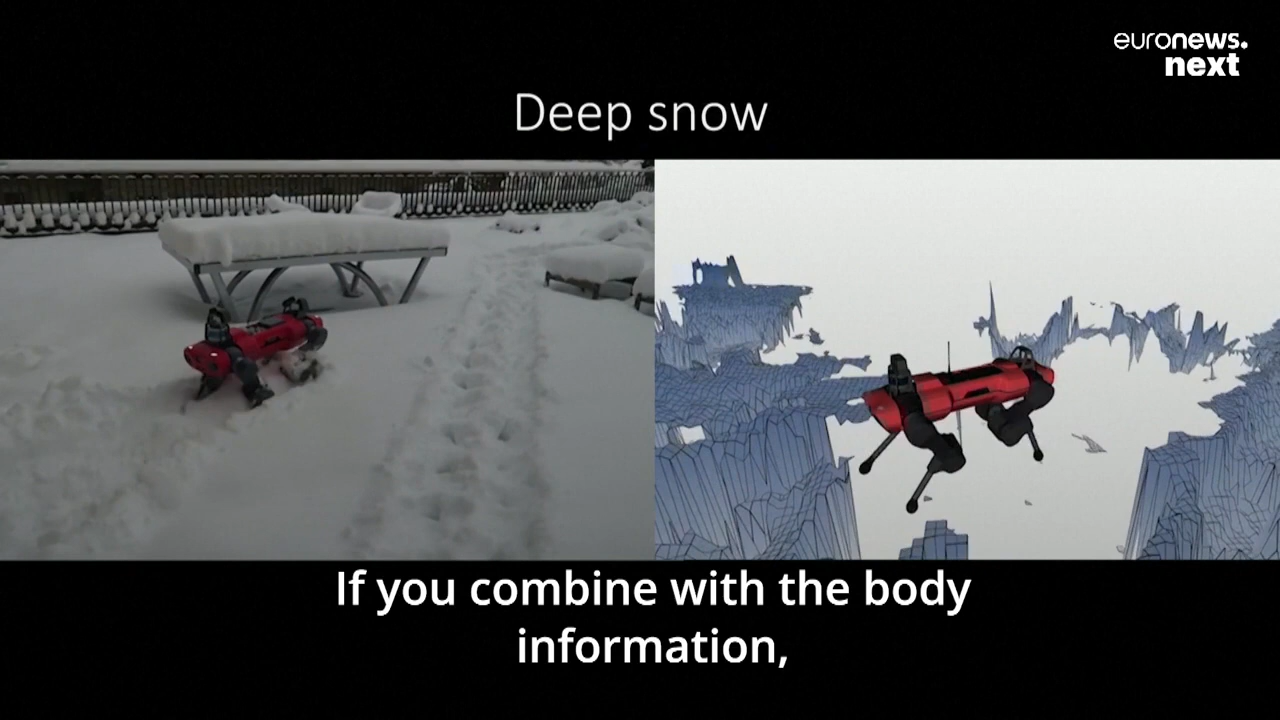 euronews.
next
Deep snow
If you combine with the body
information,